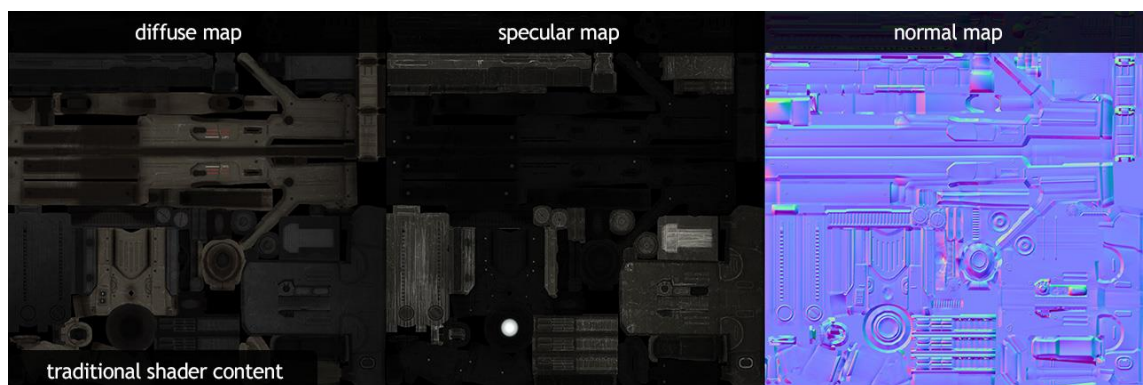 diffuse map
specular map
normal map
traditional shader content